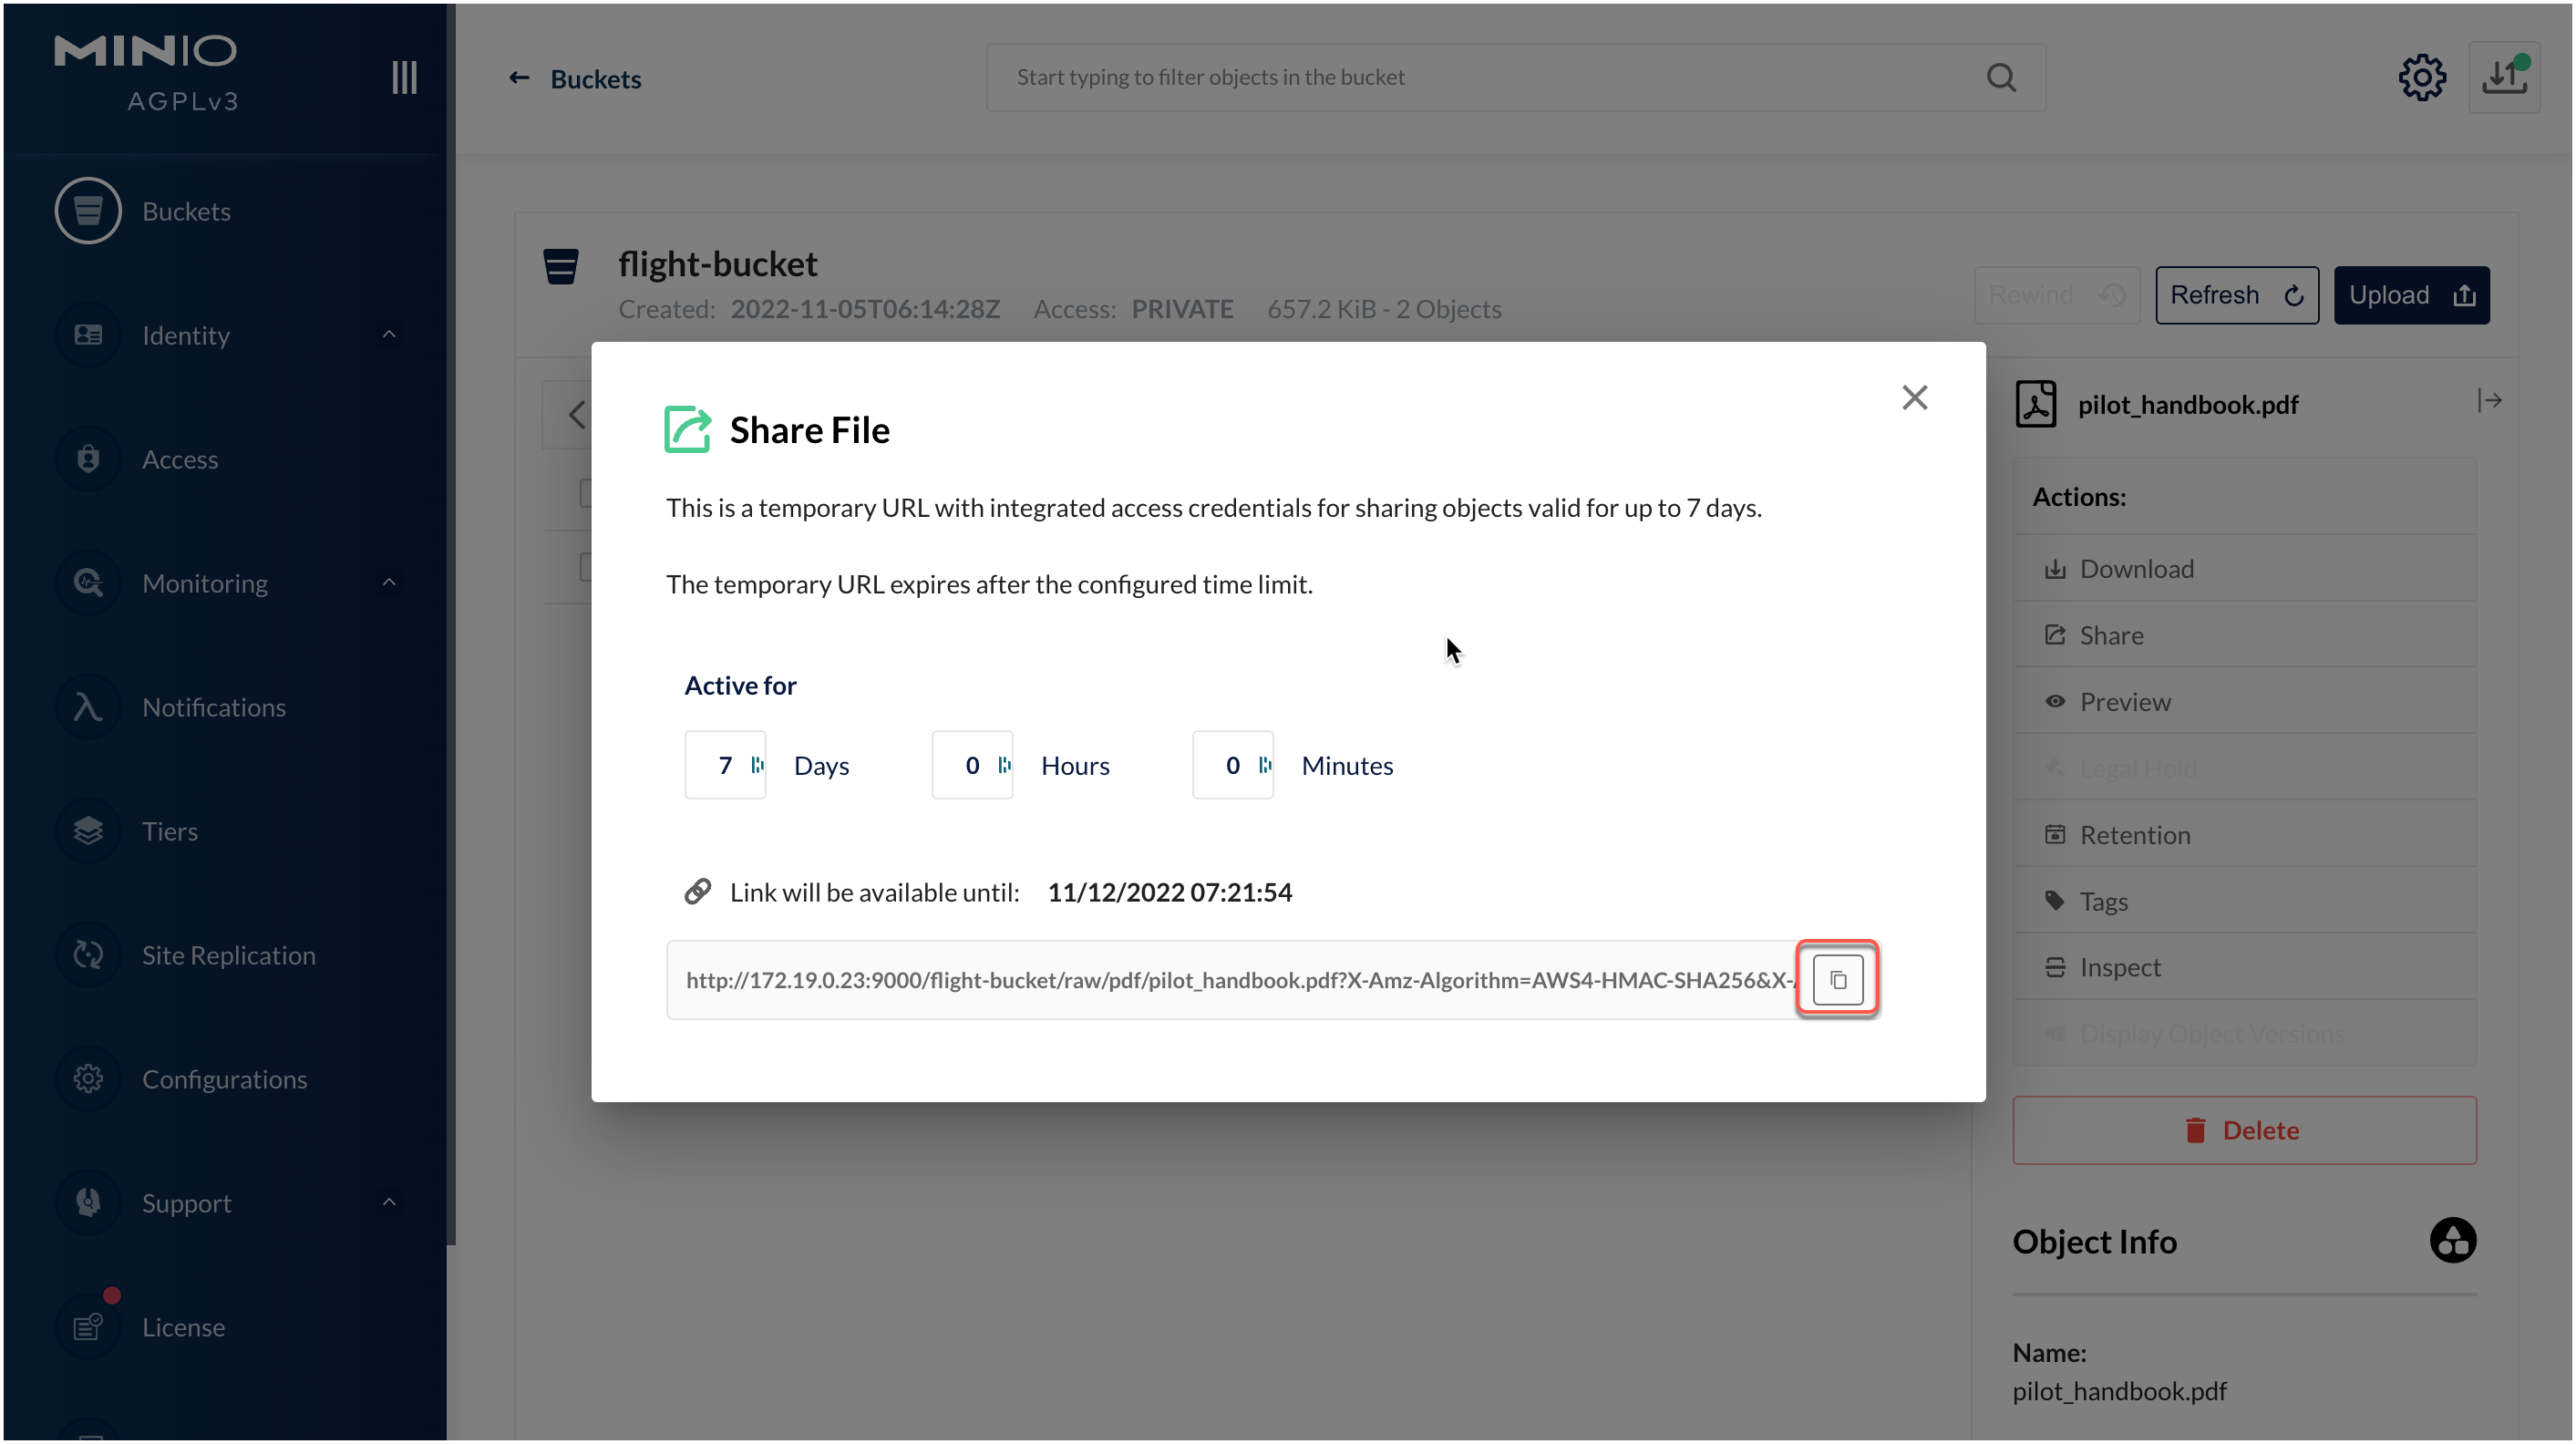 MINIO
AGPLv3
Buckets
Identity
Access
Monitoring
Notifications
Tiers
Site Replication
Configurations
Support
License
Buckets
Start typing to filter objects in the bucket
flight-bucket
Created: 2022-11-05T06:14:28Z Access: PRIVATE 657.2 KiB - 2 Objects
Rewind
Refresh
Upload
Share File
This is a temporary URL with integrated access credentials for sharing objects valid for up to 7 days.
The temporary URL expires after the configured time limit.
Active for
7 Days 0 Hours 0 Minutes
Link will be available until: 11/12/2022 07:21:54
http://172.19.0.23:9000/flight-bucket/raw/pdf/pilot_handbook.pdf?X-Amz-Algorithm=AWS4-HMAC-SHA256&X-
pilot_handbook.pdf
Actions:
Download
Share
Preview
Legal Hold
Retention
Tags
Inspect
Display Object Versions
Delete
Object Info
Name:
pilot_handbook.pdf